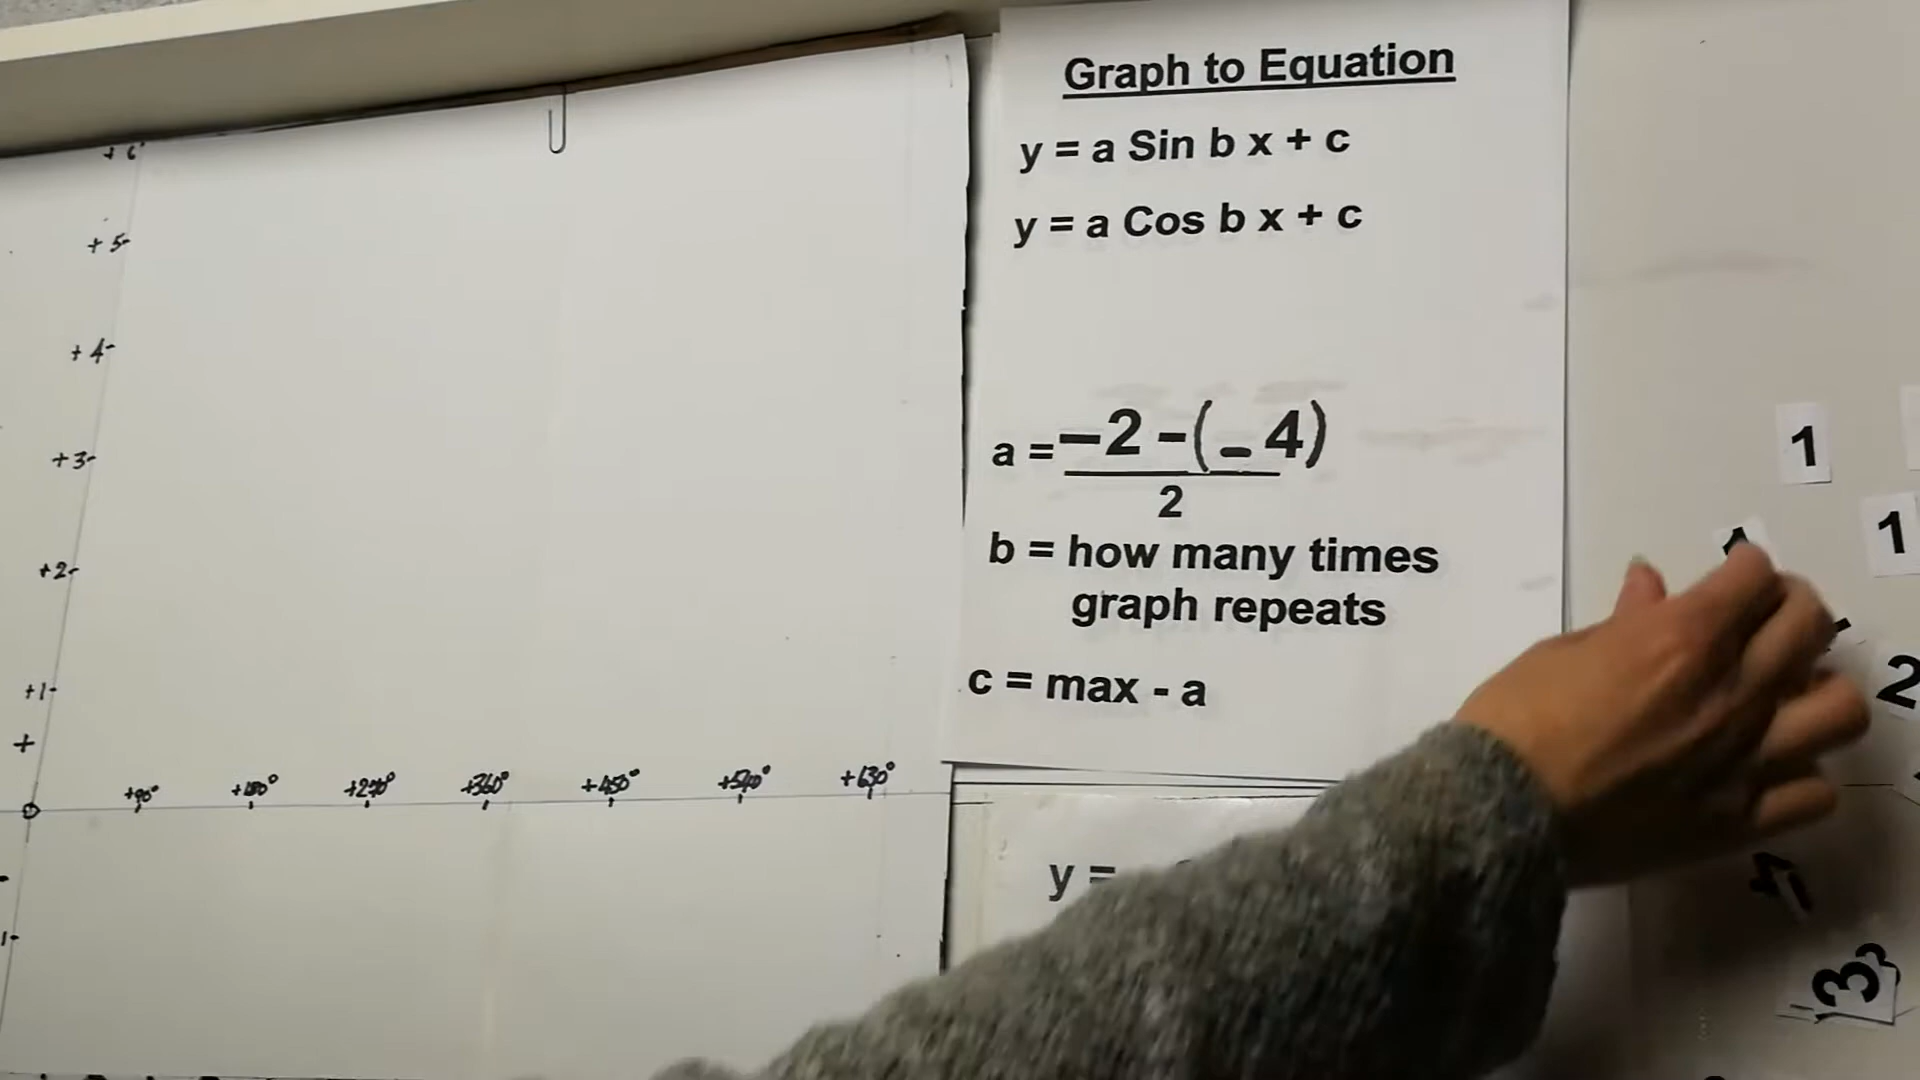 Graph to Equation
y = a Sin b x + c
y = a Cos b x + c
a = –2 -(– 4)
2
b = how many times
graph repeats
c = max - a
y =
+6
+5
+4
+3
+2
+1
+
0
+90° +180° +270° +360° +450° +540° +630°
1
1
1
2
3